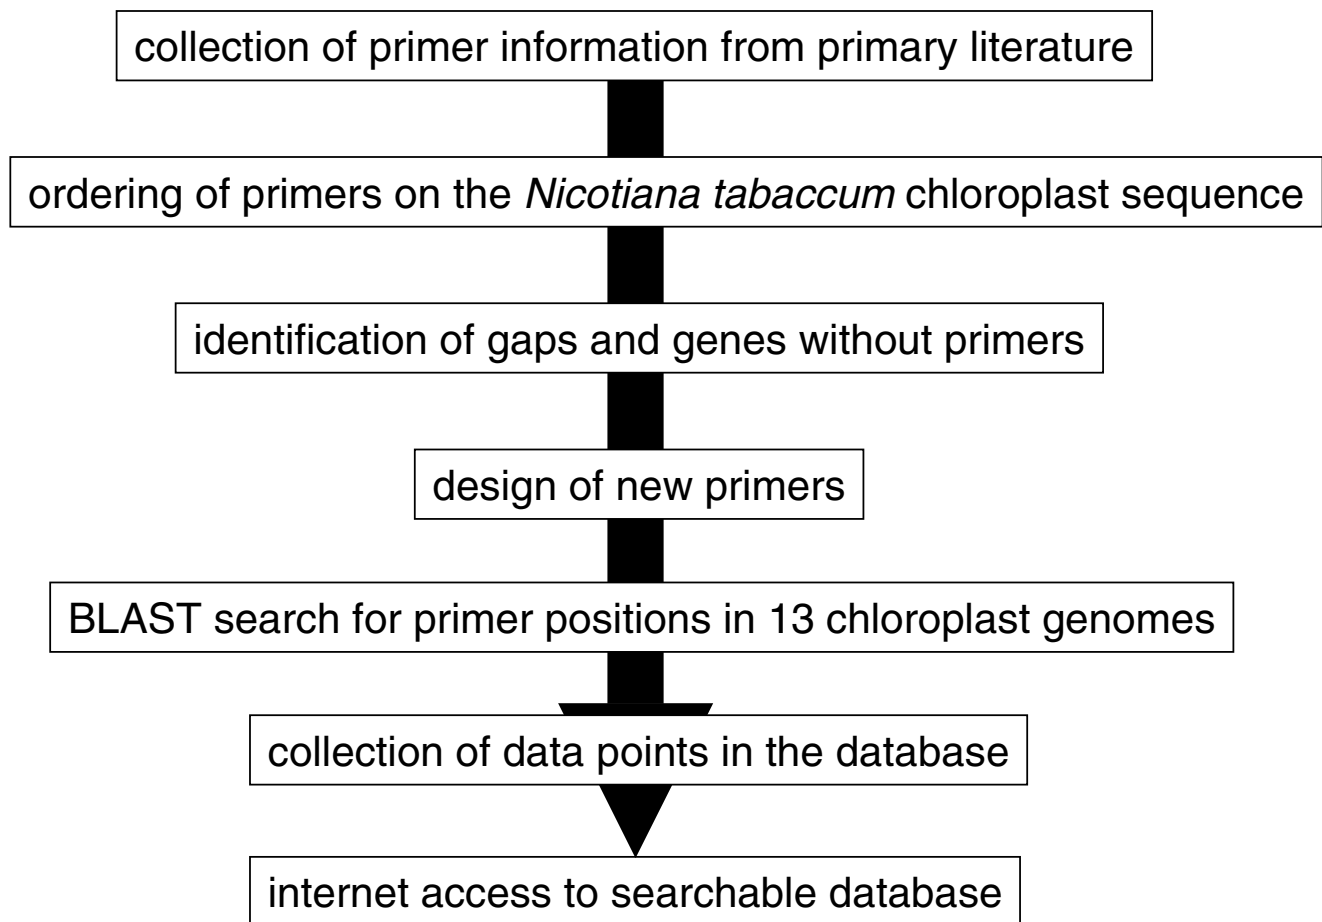 collection of primer information from primary literature
ordering of primers on the Nicotiana tabaccum chloroplast sequence
identification of gaps and genes without primers
design of new primers
BLAST search for primer positions in 13 chloroplast genomes
collection of data points in the database
internet access to searchable database